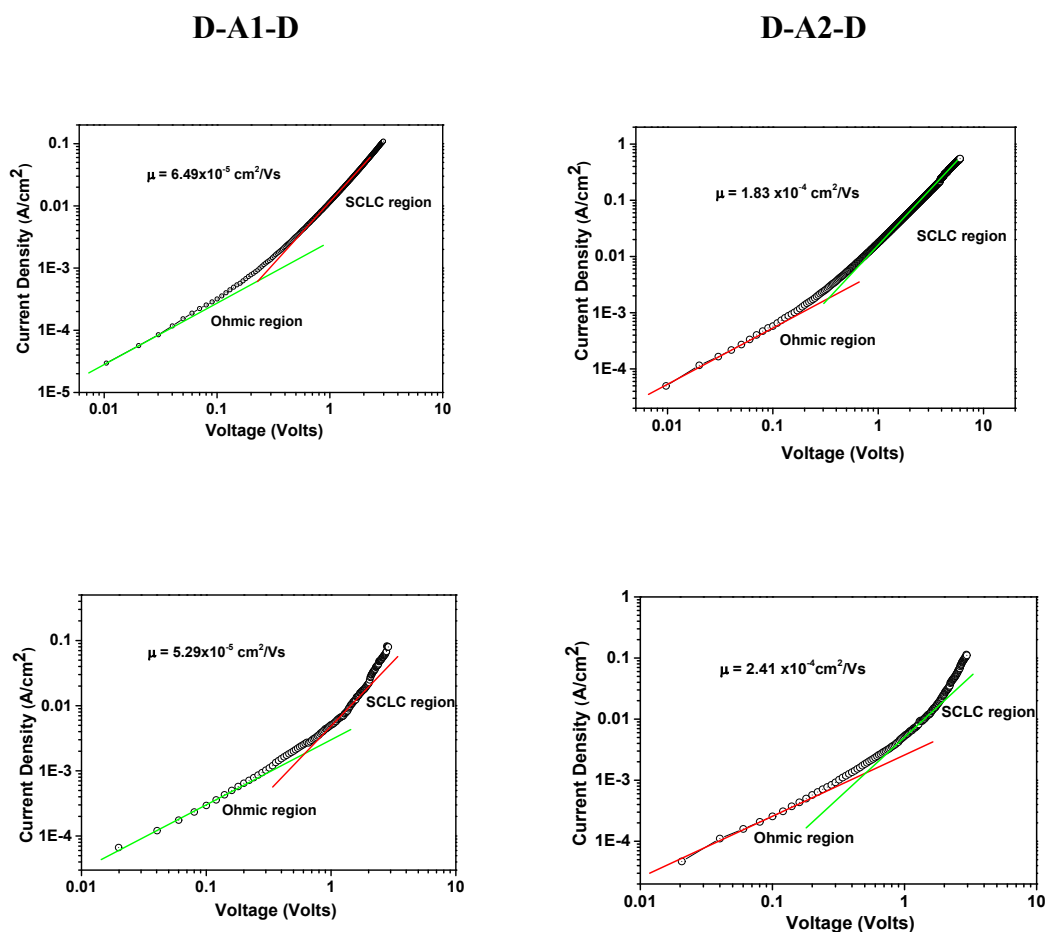 D-A1-D
D-A2-D
Current Density (A/cm²)
0.1
0.01
1E-3
1E-4
1E-5
μ = 6.49x10⁻⁵ cm²/Vs
SCLC region
Ohmic region
0.01
0.1
1
10
Voltage (Volts)
Current Density (A/cm²)
1
0.1
0.01
1E-3
1E-4
μ = 1.83 x10⁻⁴ cm²/Vs
SCLC region
Ohmic region
0.01
0.1
1
10
Voltage (Volts)
Current Density (A/cm²)
0.1
0.01
1E-3
1E-4
μ = 5.29x10⁻⁵ cm²/Vs
SCLC region
Ohmic region
0.01
0.1
1
10
Voltage (Volts)
Current Density (A/cm²)
1
0.1
0.01
1E-3
1E-4
μ = 2.41 x10⁻⁴cm²/Vs
SCLC region
Ohmic region
0.01
0.1
1
10
Voltage (Volts)